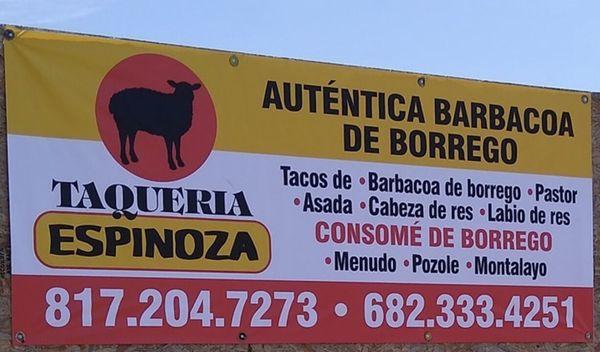 AUTÉNTICA BARBACOA
DE BORREGO
TAQUERIA
ESPINOZA
Tacos de • Barbacoa de borrego • Pastor
• Asada • Cabeza de res • Labio de res
CONSOMÉ DE BORREGO
• Menudo • Pozole • Montalayo
817.204.7273 • 682.333.4251